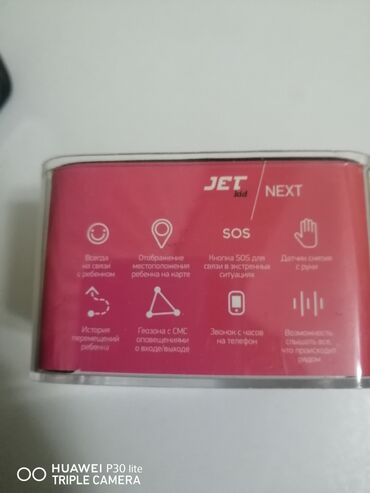 JET kid / NEXT
SOS
Всегда
на связи
с ребенком
Отображение
местоположения
ребенка на карте
Кнопка SOS для
связи в экстренных
ситуациях
Датчик снятия
с руки
История
перемещений
ребенка
Геозона с СМС
оповещениями
о входе/выходе
Звонок с часов
на телефон
Возможность
слышать все,
что происходит
рядом
HUAWEI P30 lite
TRIPLE CAMERA